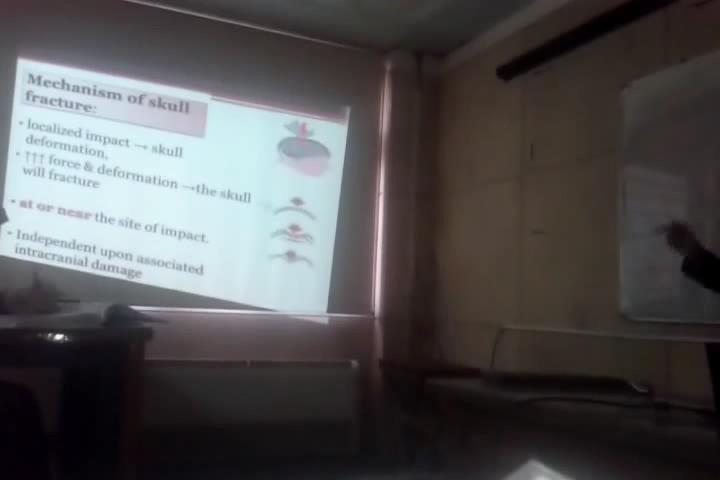 Mechanism of skull
fracture:
• localized impact → skull
deformation,
• ↑↑↑ force & deformation →the skull
will fracture
• at or near the site of impact.
• Independent upon associated
intracranial damage